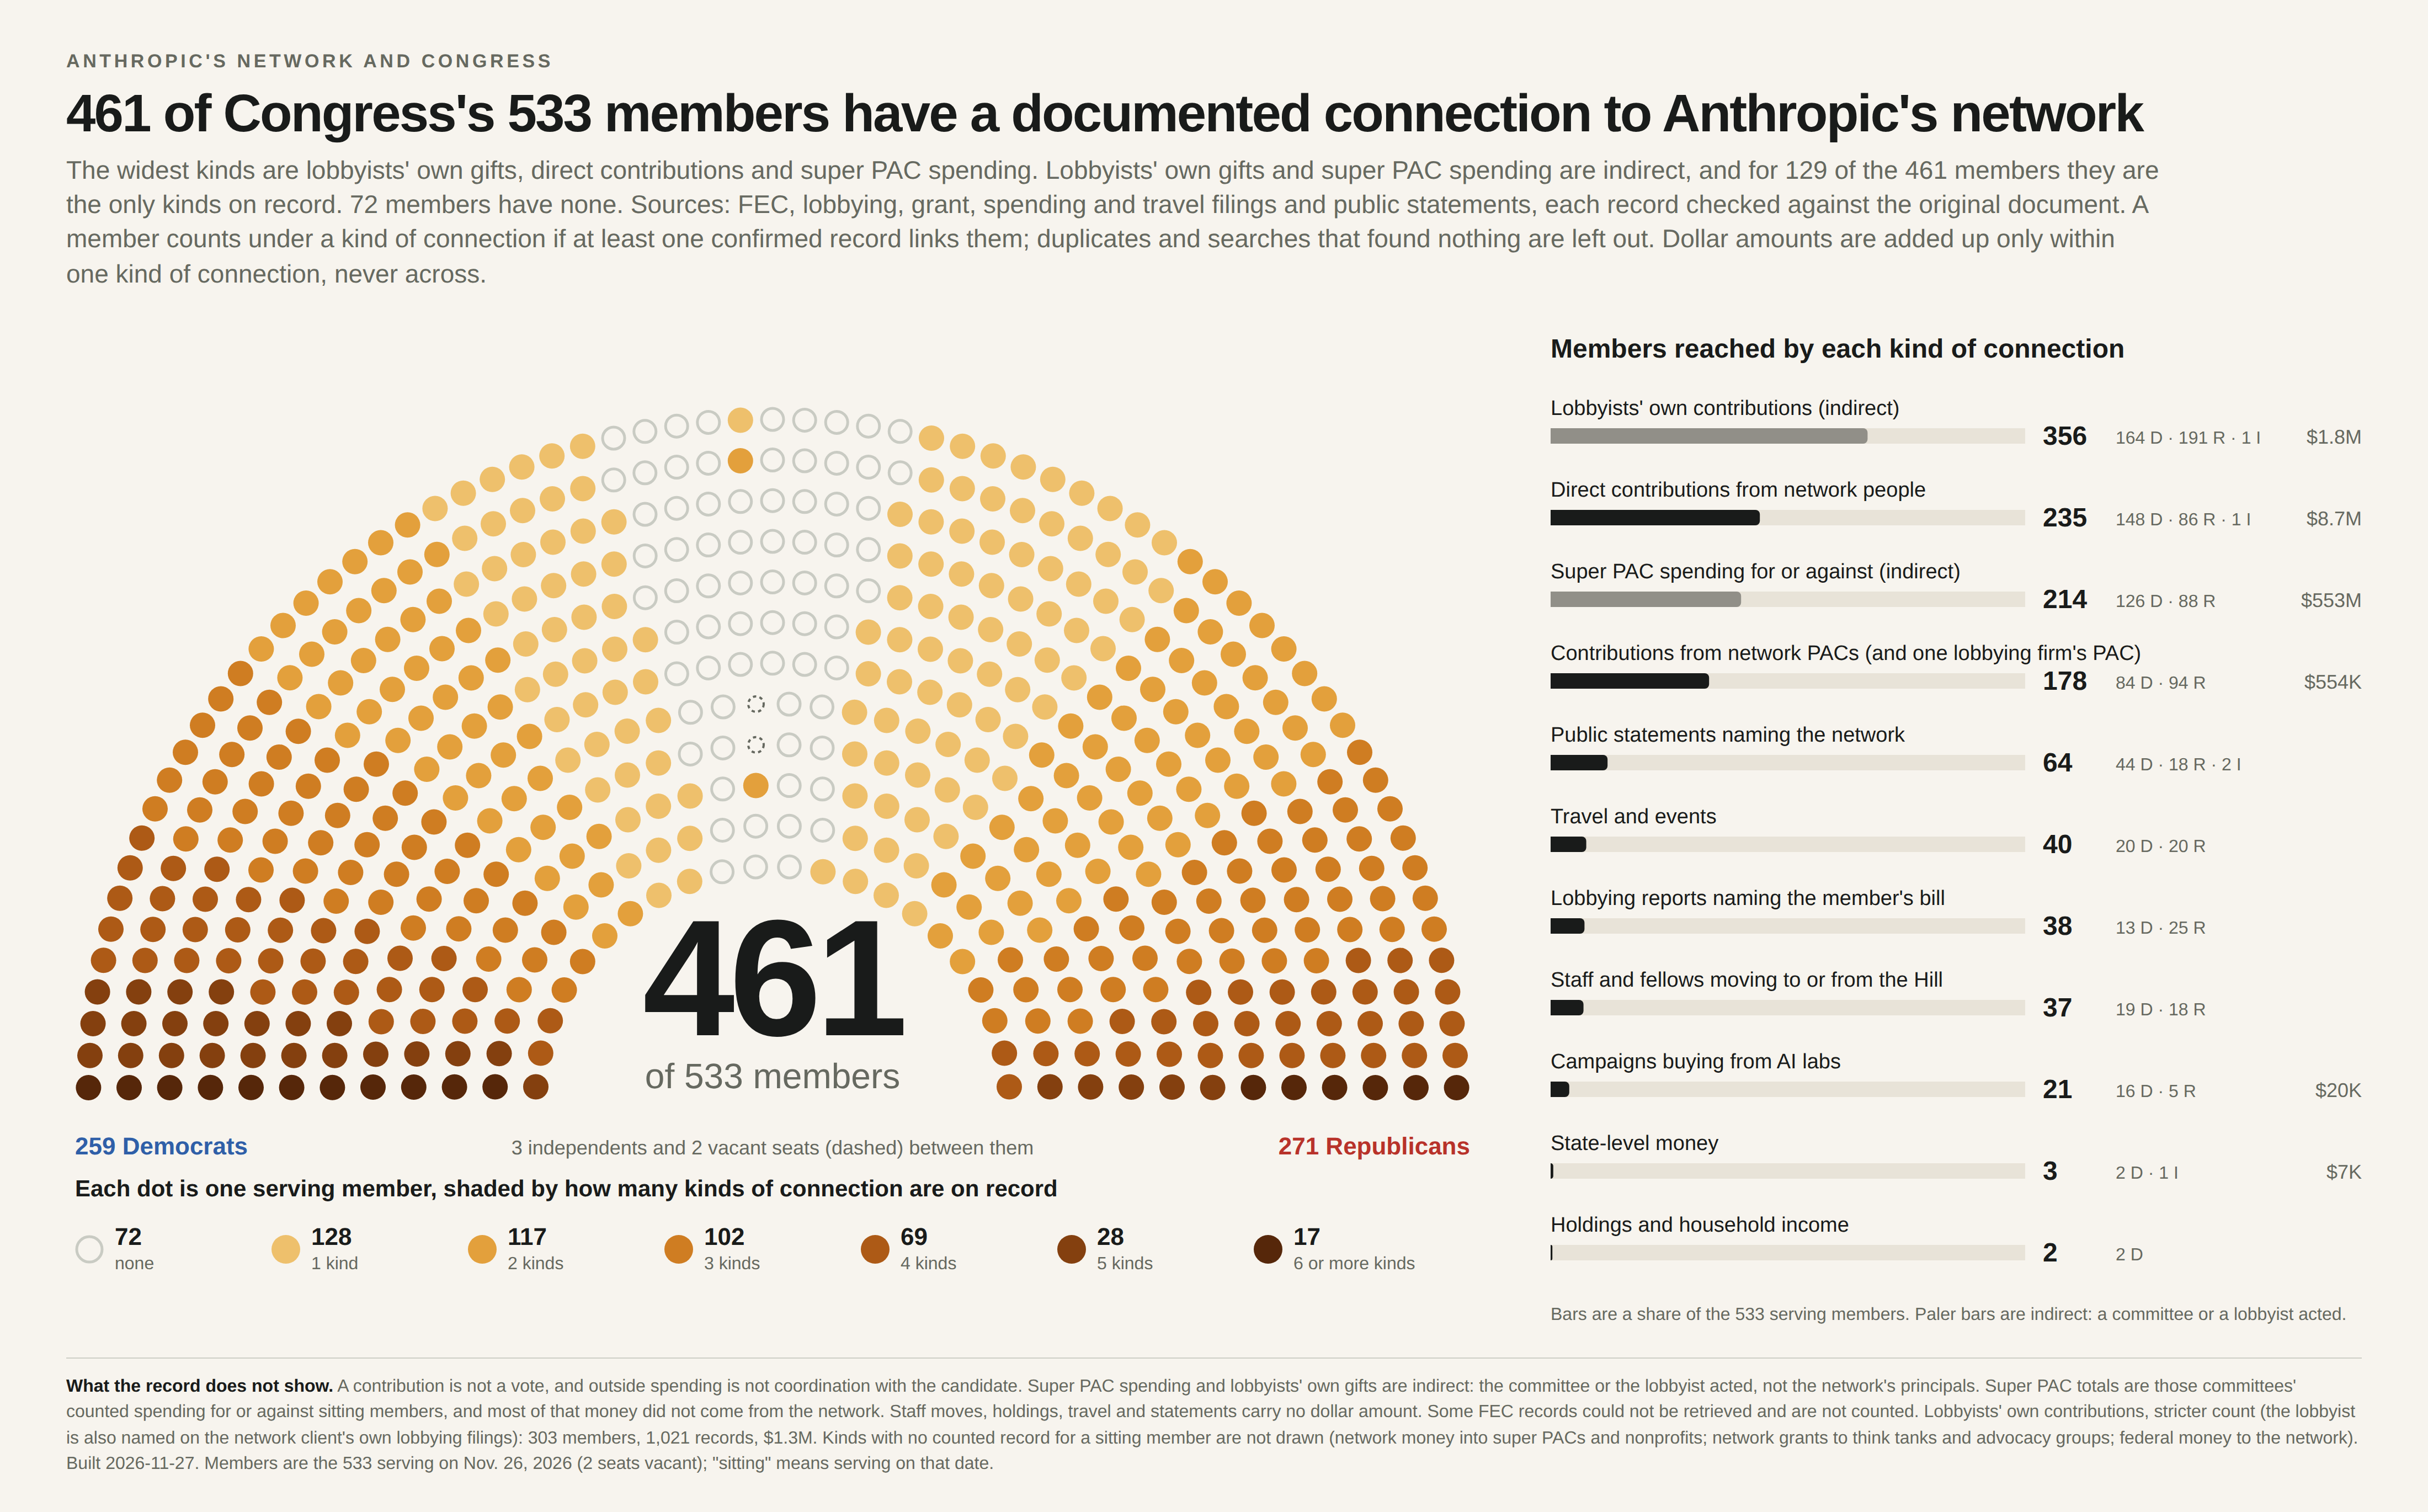 ANTHROPIC'S NETWORK AND CONGRESS
461 of Congress's 533 members have a documented connection to Anthropic's network
The widest kinds are lobbyists' own gifts, direct contributions and super PAC spending. Lobbyists' own gifts and super PAC spending are indirect, and for 129 of the 461 members they are
the only kinds on record. 72 members have none. Sources: FEC, lobbying, grant, spending and travel filings and public statements, each record checked against the original document. A
member counts under a kind of connection if at least one confirmed record links them; duplicates and searches that found nothing are left out. Dollar amounts are added up only within
one kind of connection, never across.
461
of 533 members
259 Democrats
3 independents and 2 vacant seats (dashed) between them
271 Republicans
Each dot is one serving member, shaded by how many kinds of connection are on record
72
none
128
1 kind
117
2 kinds
102
3 kinds
69
4 kinds
28
5 kinds
17
6 or more kinds
Members reached by each kind of connection
Lobbyists' own contributions (indirect)
356 164 D · 191 R · 1 I $1.8M
Direct contributions from network people
235 148 D · 86 R · 1 I $8.7M
Super PAC spending for or against (indirect)
214 126 D · 88 R $553M
Contributions from network PACs (and one lobbying firm's PAC)
178 84 D · 94 R $554K
Public statements naming the network
64 44 D · 18 R · 2 I
Travel and events
40 20 D · 20 R
Lobbying reports naming the member's bill
38 13 D · 25 R
Staff and fellows moving to or from the Hill
37 19 D · 18 R
Campaigns buying from AI labs
21 16 D · 5 R $20K
State-level money
3 2 D · 1 I $7K
Holdings and household income
2 2 D
Bars are a share of the 533 serving members. Paler bars are indirect: a committee or a lobbyist acted.
What the record does not show. A contribution is not a vote, and outside spending is not coordination with the candidate. Super PAC spending and lobbyists' own gifts are indirect: the committee or the lobbyist acted, not the network's principals. Super PAC totals are those committees'
counted spending for or against sitting members, and most of that money did not come from the network. Staff moves, holdings, travel and statements carry no dollar amount. Some FEC records could not be retrieved and are not counted. Lobbyists' own contributions, stricter count (the lobbyist
is also named on the network client's own lobbying filings): 303 members, 1,021 records, $1.3M. Kinds with no counted record for a sitting member are not drawn (network money into super PACs and nonprofits; network grants to think tanks and advocacy groups; federal money to the network).
Built 2026-11-27. Members are the 533 serving on Nov. 26, 2026 (2 seats vacant); "sitting" means serving on that date.